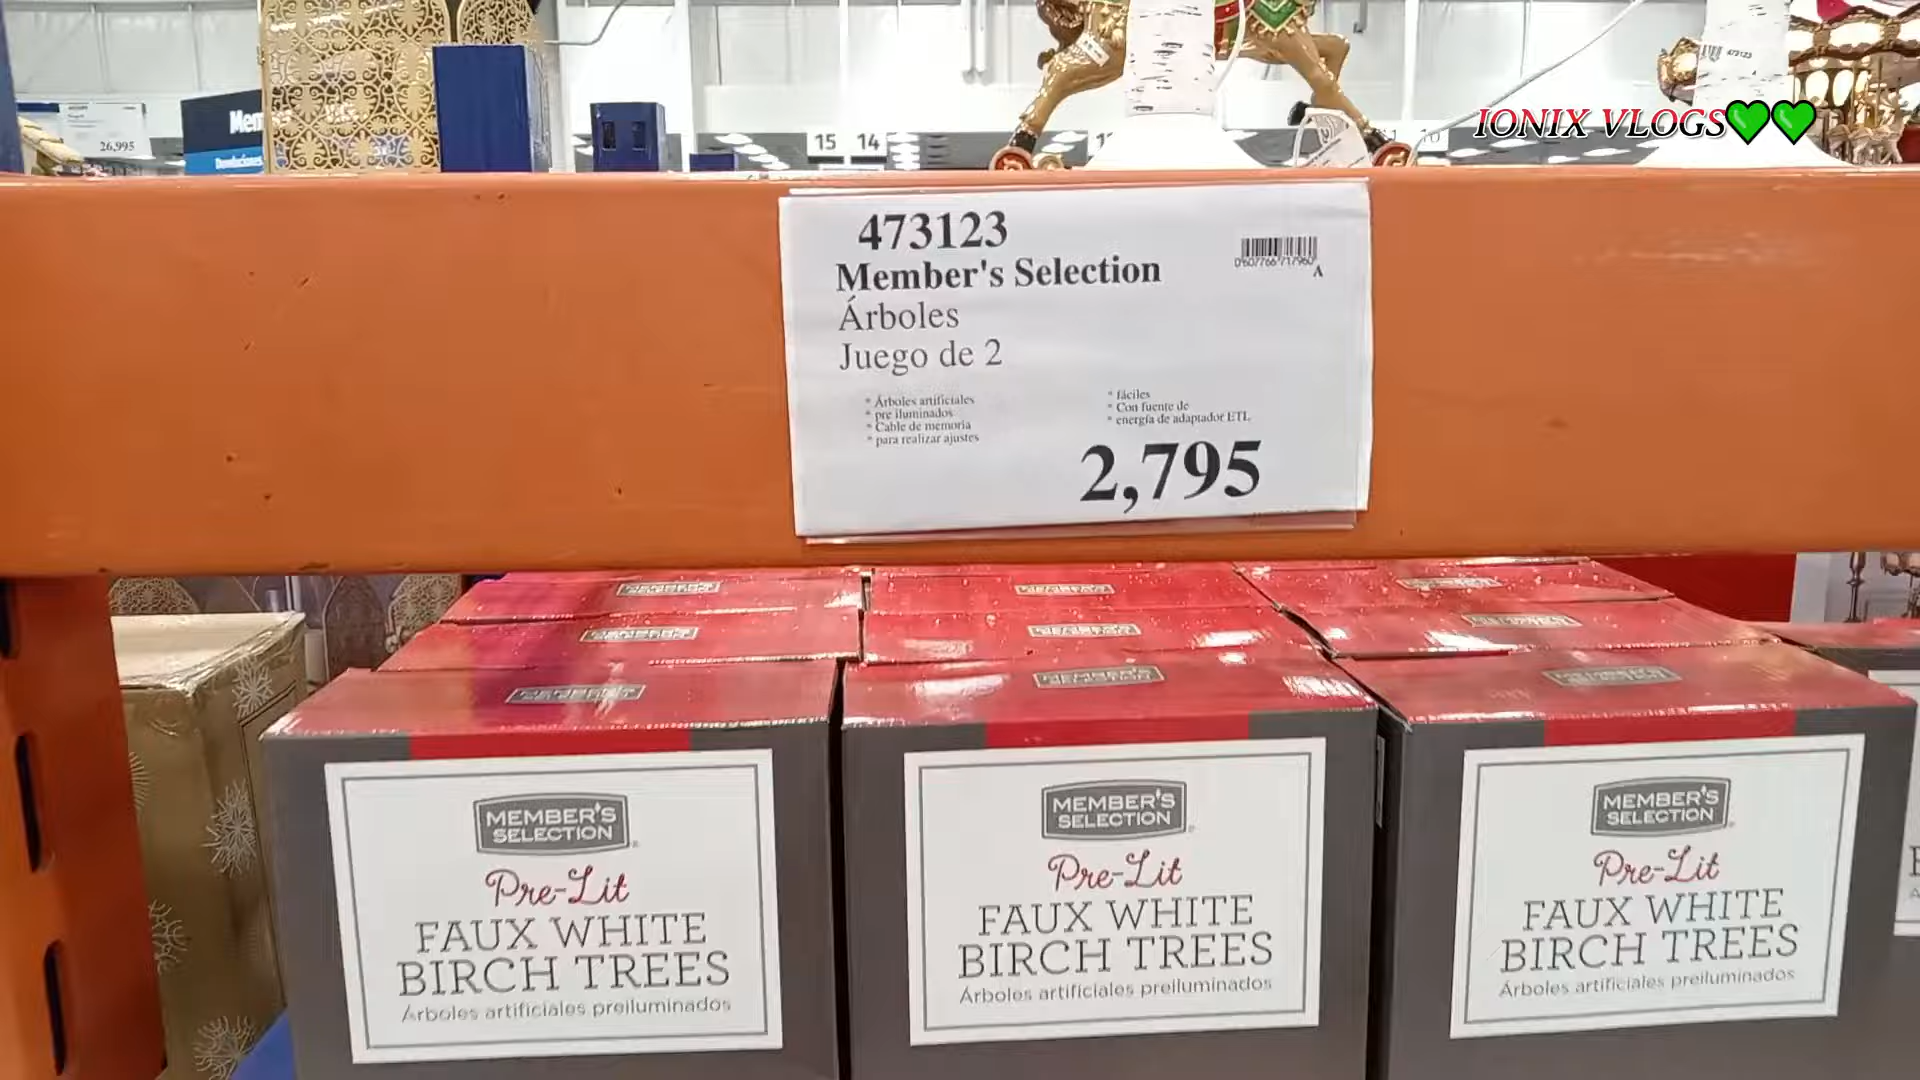 26,995
Mem
Devoluciones
15 14
473123
IONIX VLOGS💚💚
473123
Member's Selection
Árboles
Juego de 2
* Árboles artificiales
* pre iluminados
* Cable de memoria
* para realizar ajustes
* fáciles
* Con fuente de
* energía de adaptador ETL
A
2,795
MEMBER'S
SELECTION
Pre-Lit
FAUX WHITE
BIRCH TREES
Árboles artificiales preiluminados
MEMBER'S
SELECTION
Pre-Lit
FAUX WHITE
BIRCH TREES
Árboles artificiales preiluminados
MEMBER'S
SELECTION
Pre-Lit
FAUX WHITE
BIRCH TREES
Árboles artificiales preiluminados